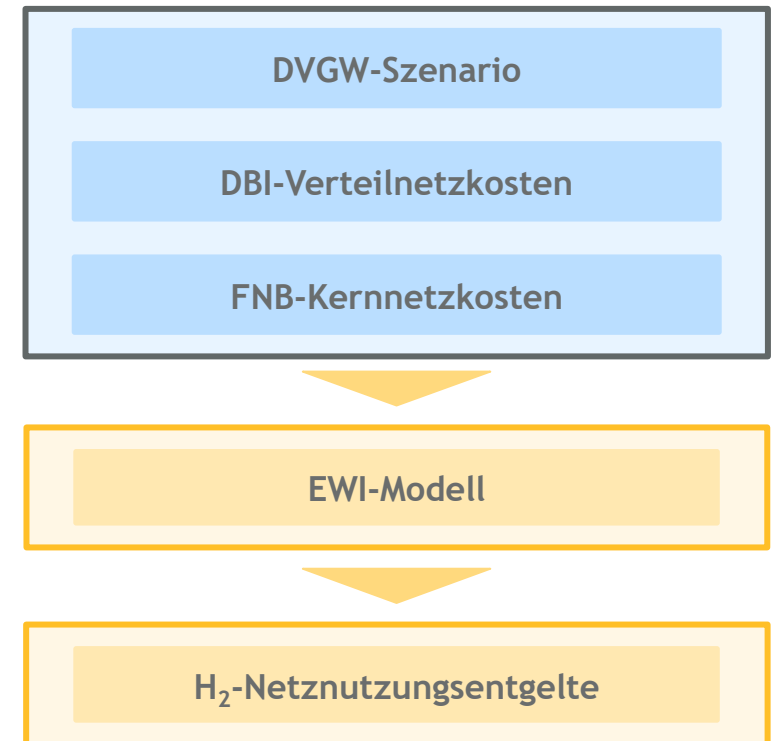 DVGW-Szenario
DBI-Verteilnetzkosten
FNB-Kernnetzkosten
EWI-Modell
H₂-Netznutzungsentgelte